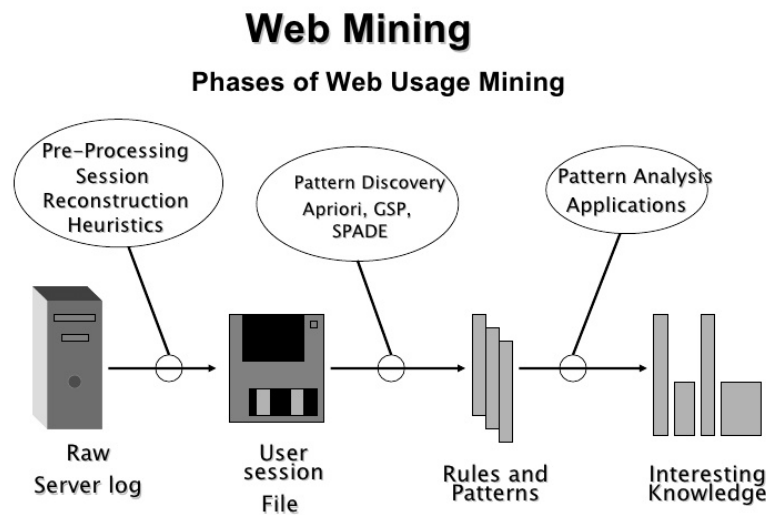 Web Mining
Phases of Web Usage Mining
Pre-Processing
Session
Reconstruction
Heuristics
Pattern Discovery
Apriori, GSP,
SPADE
Pattern Analysis
Applications
Raw
Server log
User
session
File
Rules and
Patterns
Interesting
Knowledge